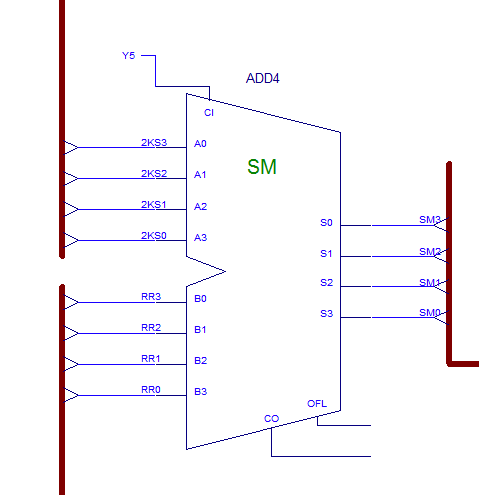 Y5
ADD4
CI
2KS3 A0
SM
2KS2 A1
2KS1 A2
2KS0 A3
S0 SM3
S1 SM2
S2 SM1
S3 SM0
RR3 B0
RR2 B1
RR1 B2
RR0 B3
OFL
CO